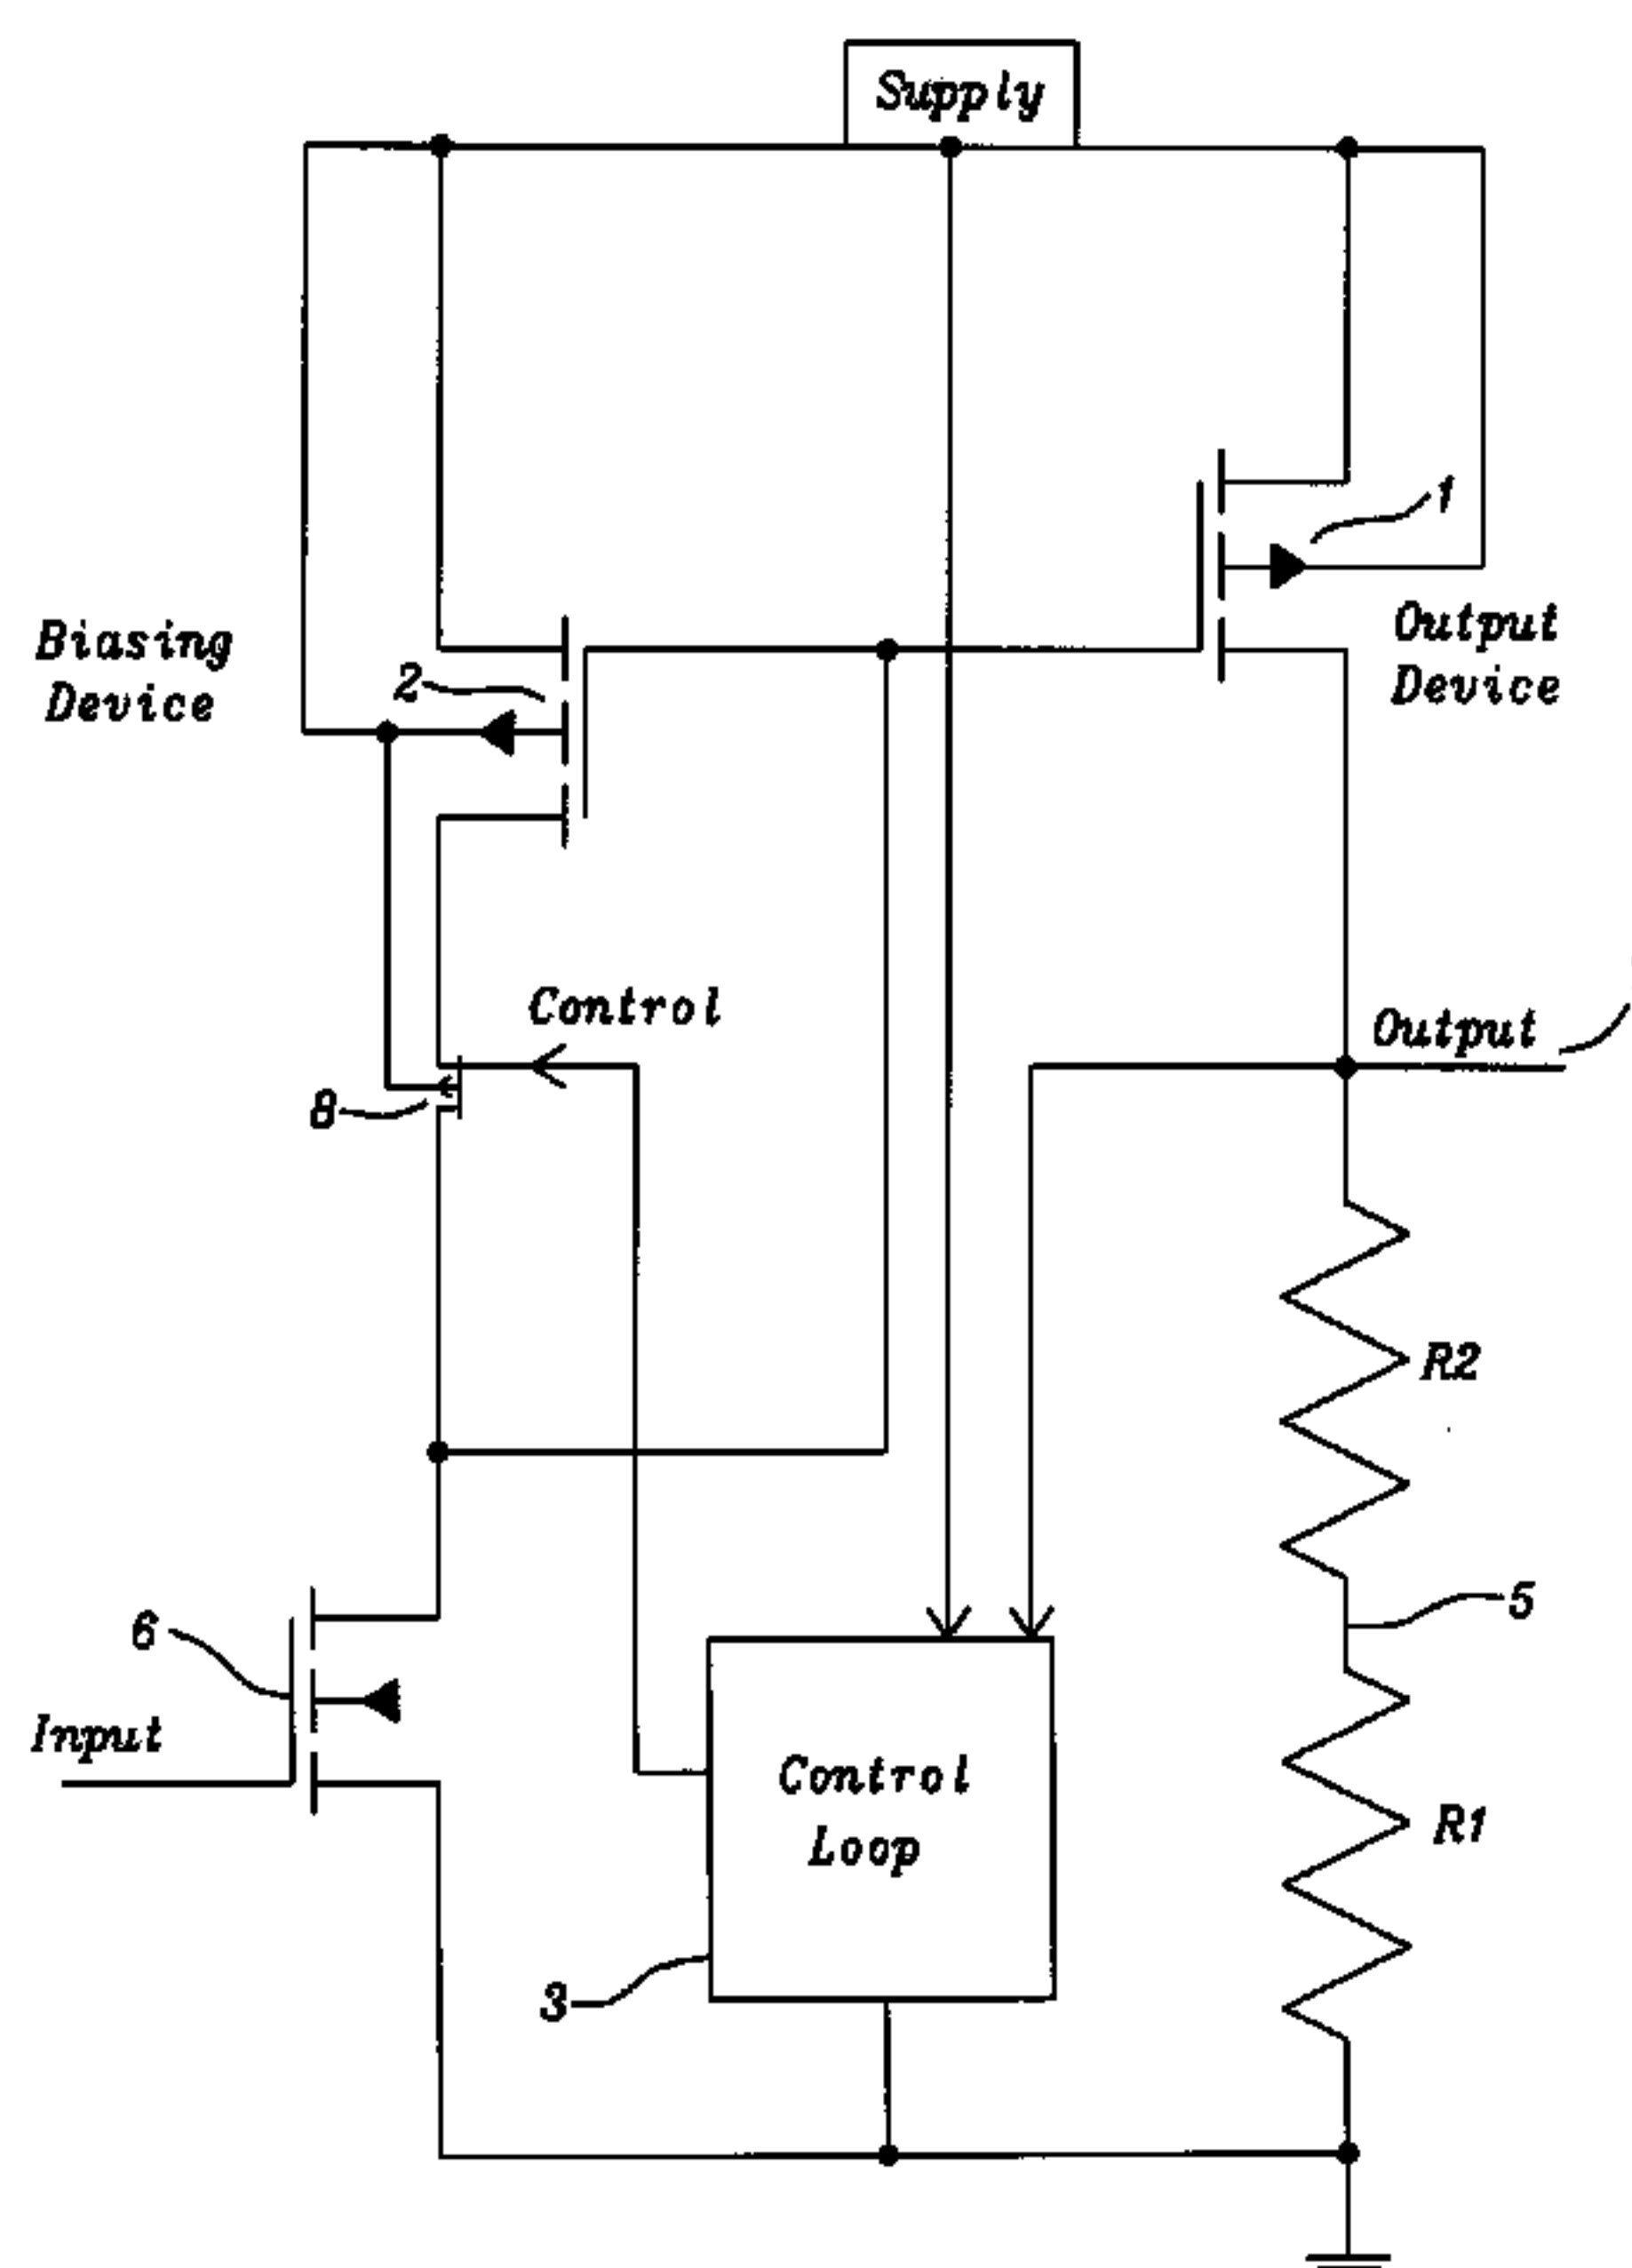 Supply
1
Biasing
Device
2
Output
Device
Control
Output
8
R2
5
6
Input
Control
Loop
R1
3